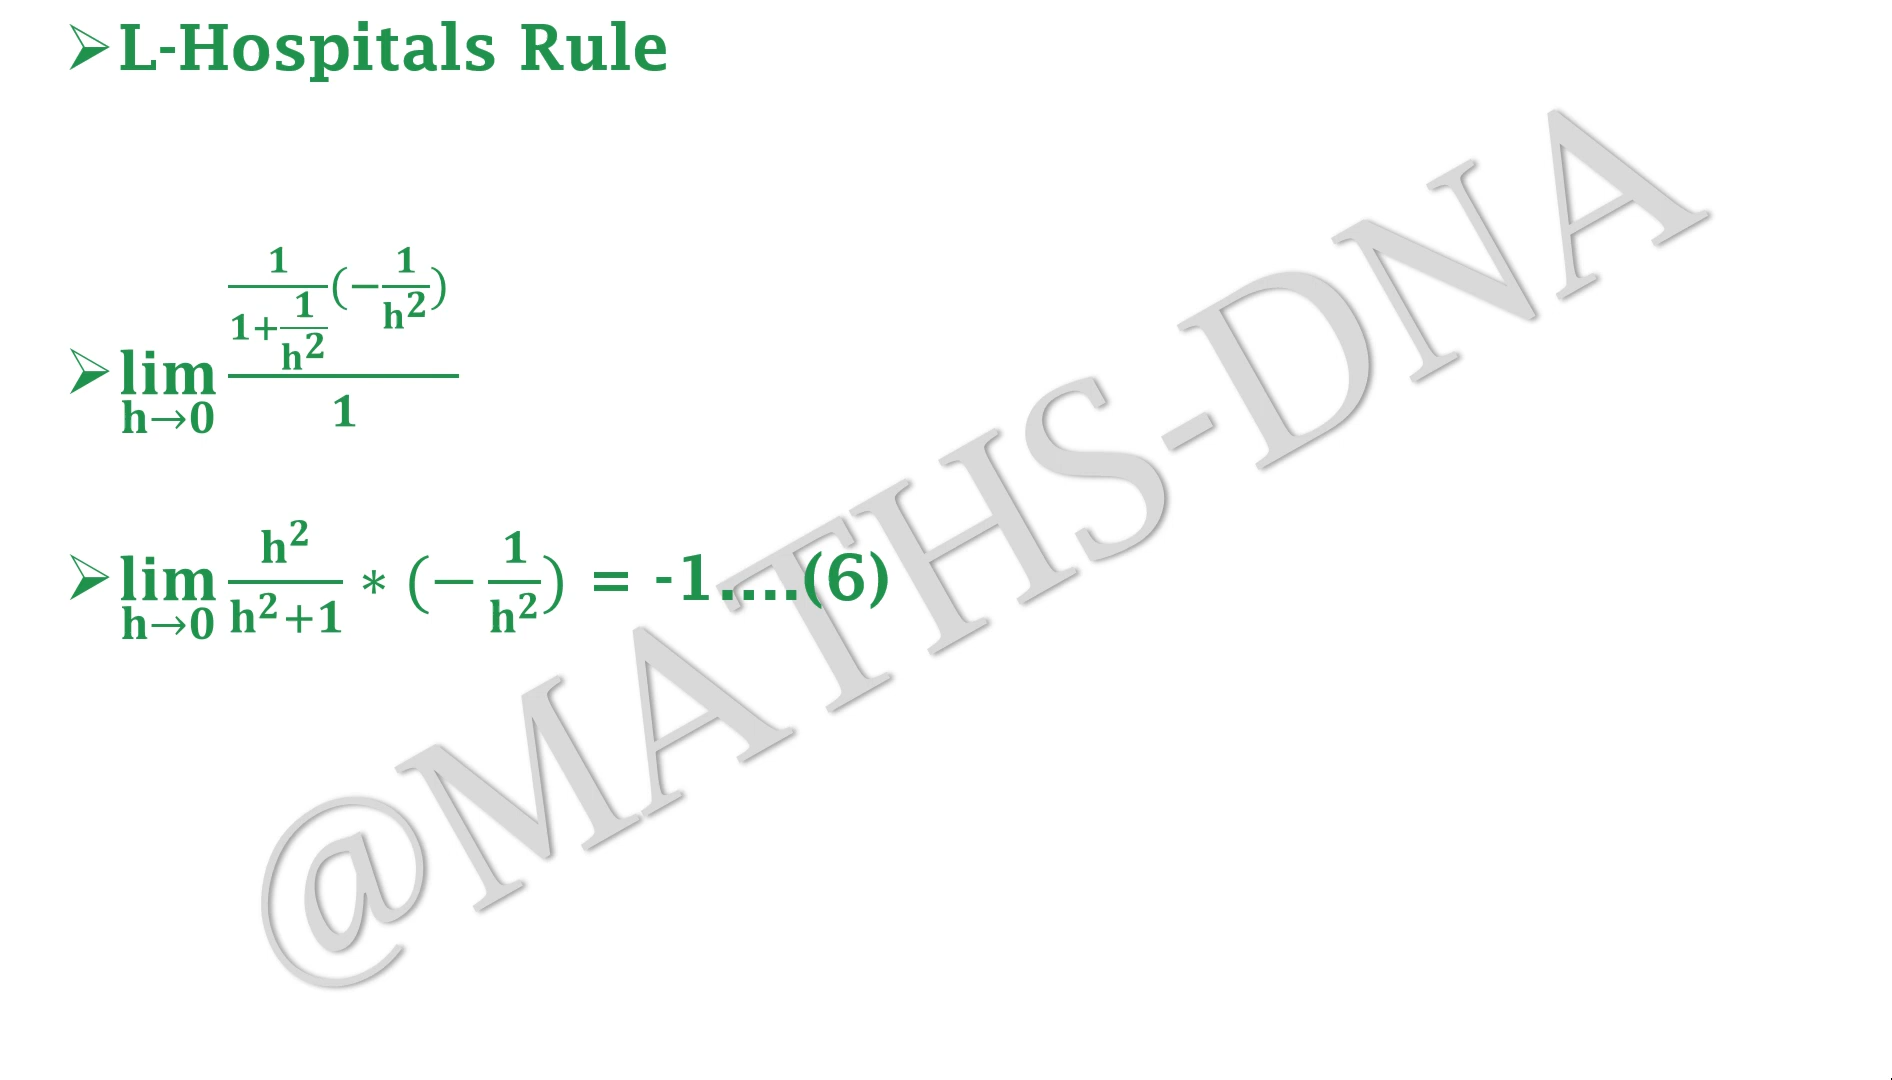 ➢L-Hospitals Rule
➢lim h→0 (1/(1+1/h²)(−1/h²))/1
➢lim h→0 h²/(h²+1) ∗ (− 1/h²) = -1....(6)
@MATHS-DNA